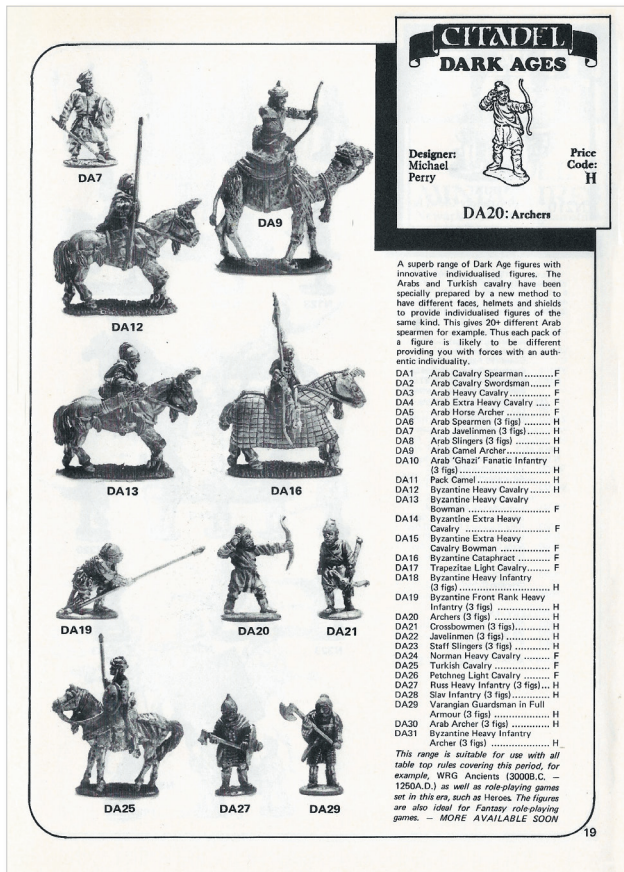 CITADEL
DARK AGES
Designer:
Michael
Perry
Price
Code:
H
DA20: Archers
DA7
DA9
DA12
DA13
DA16
DA19
DA20
DA21
DA25
DA27
DA29
A superb range of Dark Age figures with
innovative individualised figures. The
Arabs and Turkish cavalry have been
specially prepared by a new method to
have different faces, helmets and shields
to provide individualised figures of the
same kind. This gives 20+ different Arab
spearmen for example. Thus each pack of
a figure is likely to be different
providing you with forces with an auth-
entic individuality.
DA1 Arab Cavalry Spearman .......... F
DA2 Arab Cavalry Swordsman ....... F
DA3 Arab Heavy Cavalry ............... F
DA4 Arab Extra Heavy Cavalry ..... F
DA5 Arab Horse Archer ................ F
DA6 Arab Spearmen (3 figs) ......... H
DA7 Arab Javelinmen (3 figs) ........ H
DA8 Arab Slingers (3 figs) ............ H
DA9 Arab Camel Archer ................ H
DA10 Arab 'Ghazi' Fanatic Infantry
(3 figs) ............................... H
DA11 Pack Camel .......................... H
DA12 Byzantine Heavy Cavalry ....... H
DA13 Byzantine Heavy Cavalry
Bowman ............................. F
DA14 Byzantine Extra Heavy
Cavalry ............................. F
DA15 Byzantine Extra Heavy
Cavalry Bowman ................. F
DA16 Byzantine Cataphract ............ F
DA17 Trapezitae Light Cavalry ........ F
DA18 Byzantine Heavy Infantry
(3 figs) ............................... H
DA19 Byzantine Front Rank Heavy
Infantry (3 figs) .................. H
DA20 Archers (3 figs) .................... H
DA21 Crossbowmen (3 figs) ............ H
DA22 Javelinmen (3 figs) ............... H
DA23 Staff Slingers (3 figs) ............ H
DA24 Norman Heavy Cavalry ......... F
DA25 Turkish Cavalry ................... F
DA26 Petchneg Light Cavalry ......... F
DA27 Russ Heavy Infantry (3 figs) ... H
DA28 Slav Infantry (3 figs) ............. H
DA29 Varangian Guardsman in Full
Armour (3 figs) ................... H
DA30 Arab Archer (3 figs) .............. H
DA31 Byzantine Heavy Infantry
Archer (3 figs) .................... H
This range is suitable for use with all
table top rules covering this period, for
example, WRG Ancients (3000B.C. —
1250A.D.) as well as role-playing games
set in this era, such as Heroes. The figures
are also ideal for Fantasy role-playing
games. — MORE AVAILABLE SOON
19